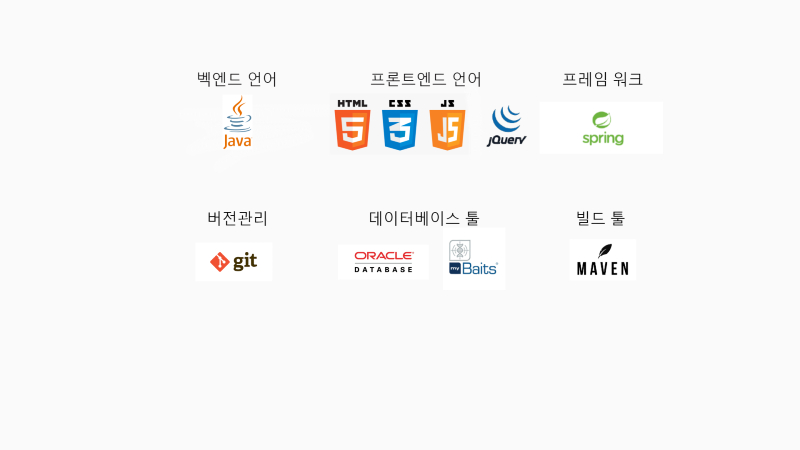 벡엔드 언어
프론트엔드 언어
프레임 워크
HTML
5
CSS
3
JS
JS
Java
jQuery
spring
버전관리
데이터베이스 툴
빌드 툴
git
ORACLE
DATABASE
my Baits
MAVEN